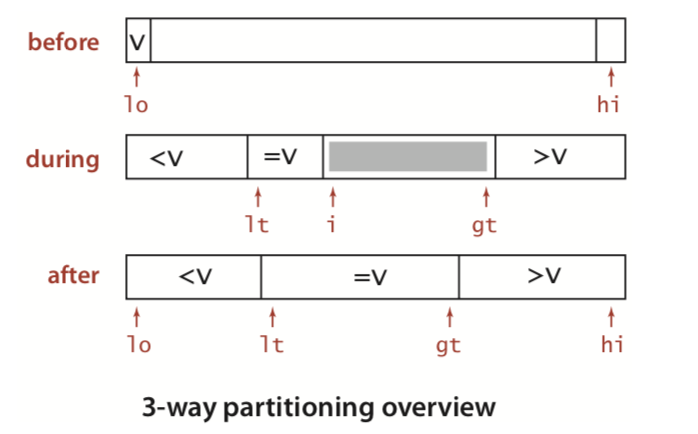 before V
lo hi
during <V =V >V
lt i gt
after <V =V >V
lo lt gt hi
3-way partitioning overview